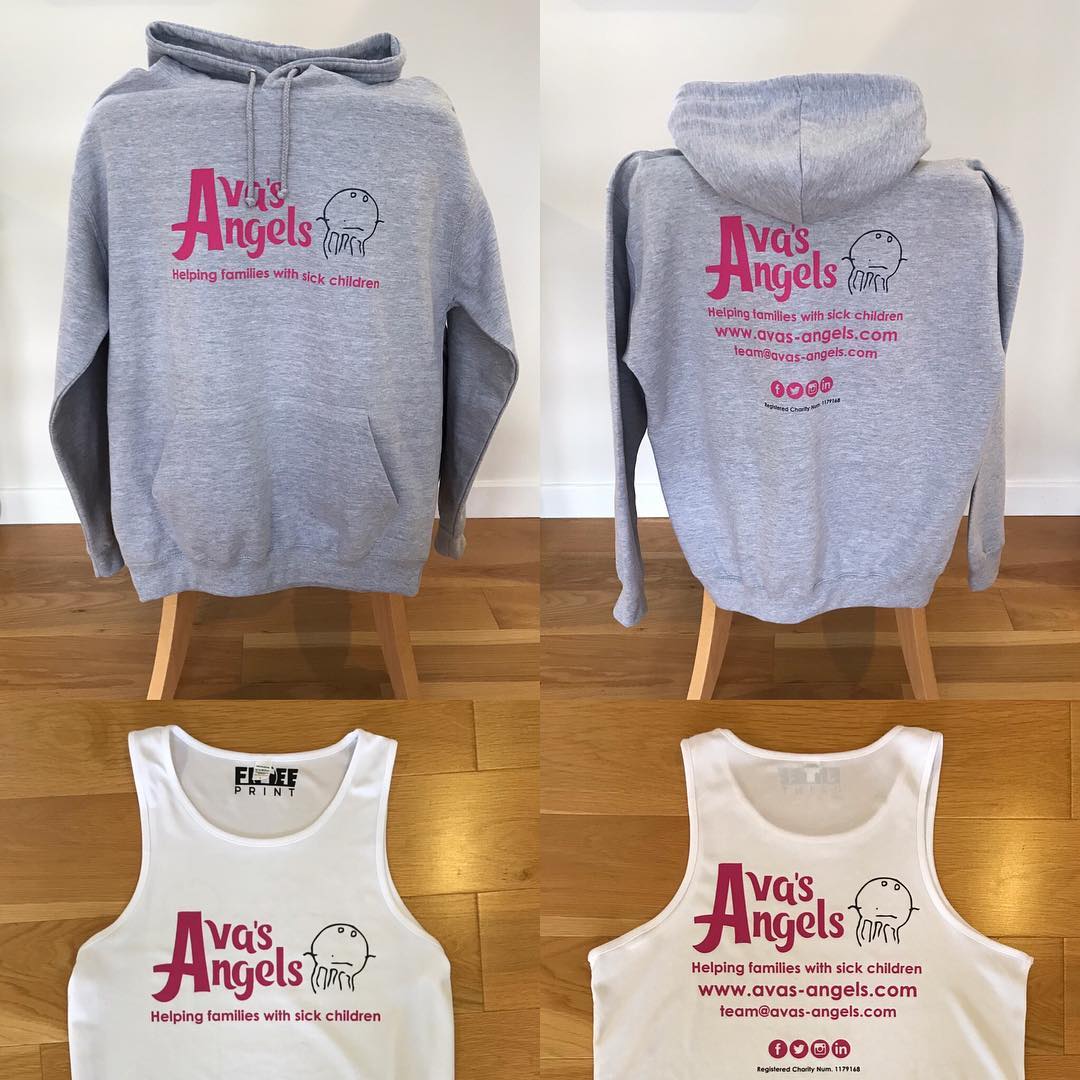 Ava's
Angels
Helping families with sick children
Ava's
Angels
Helping families with sick children
www.avas-angels.com
team@avas-angels.com
f in
Registered Charity Num. 1179168
PRINT
Ava's
Angels
Helping families with sick children
Ava's
Angels
Helping families with sick children
www.avas-angels.com
team@avas-angels.com
f in
Registered Charity Num. 1179168